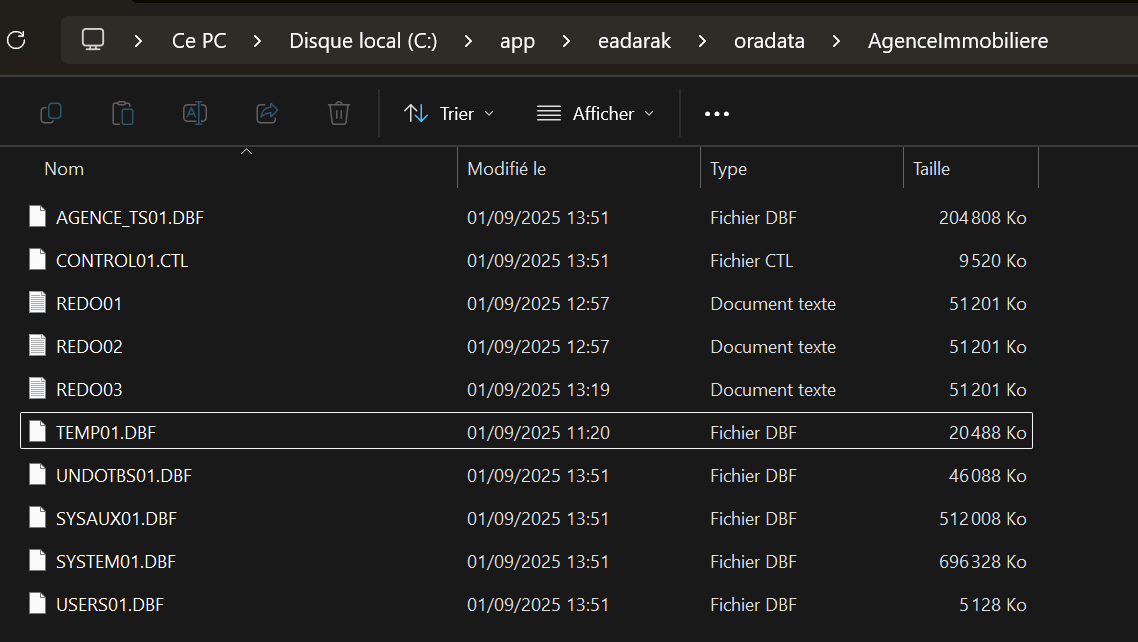 Ce PC > Disque local (C:) > app > eadarak > oradata > AgenceImmobiliere
Trier Afficher
Nom Modifié le Type Taille
AGENCE_TS01.DBF 01/09/2025 13:51 Fichier DBF 204 808 Ko
CONTROL01.CTL 01/09/2025 13:51 Fichier CTL 9 520 Ko
REDO01 01/09/2025 12:57 Document texte 51 201 Ko
REDO02 01/09/2025 12:57 Document texte 51 201 Ko
REDO03 01/09/2025 13:19 Document texte 51 201 Ko
TEMP01.DBF 01/09/2025 11:20 Fichier DBF 20 488 Ko
UNDOTBS01.DBF 01/09/2025 13:51 Fichier DBF 46 088 Ko
SYSAUX01.DBF 01/09/2025 13:51 Fichier DBF 512 008 Ko
SYSTEM01.DBF 01/09/2025 13:51 Fichier DBF 696 328 Ko
USERS01.DBF 01/09/2025 13:51 Fichier DBF 5 128 Ko